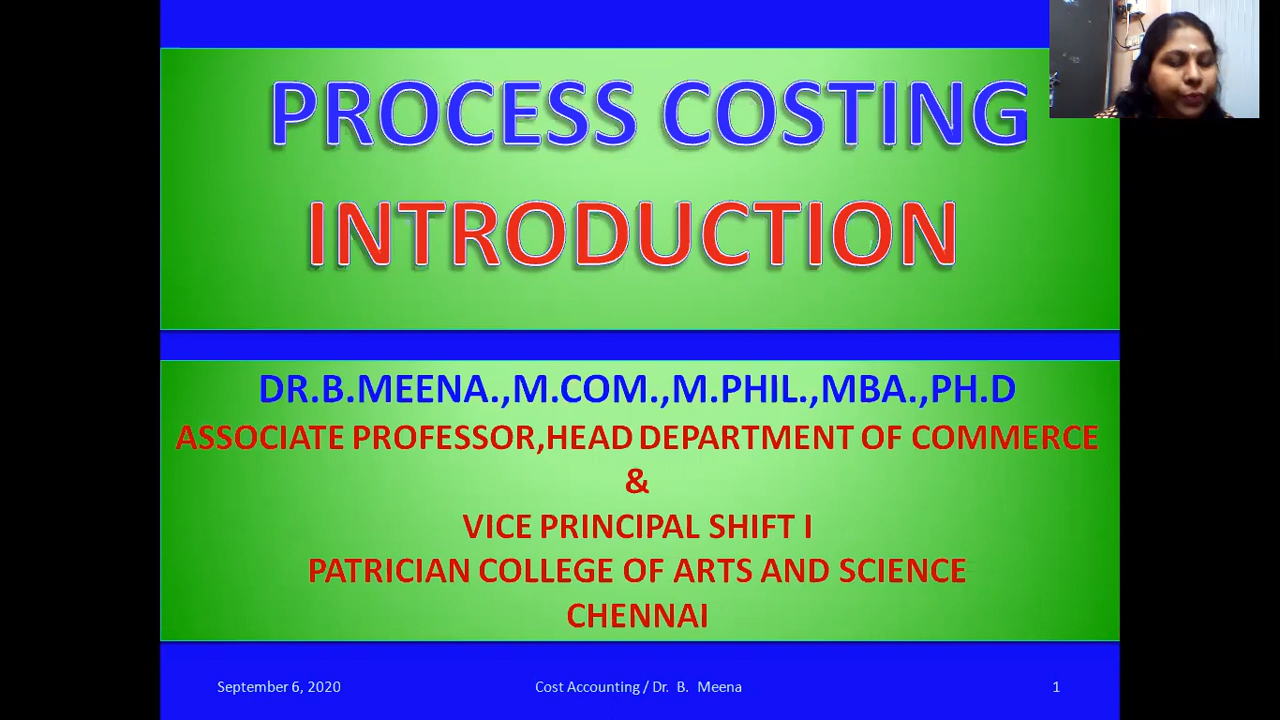 PROCESS COSTING
INTRODUCTION
DR.B.MEENA.,M.COM.,M.PHIL.,MBA.,PH.D
ASSOCIATE PROFESSOR,HEAD DEPARTMENT OF COMMERCE
&
VICE PRINCIPAL SHIFT I
PATRICIAN COLLEGE OF ARTS AND SCIENCE
CHENNAI
September 6, 2020 Cost Accounting / Dr. B. Meena 1